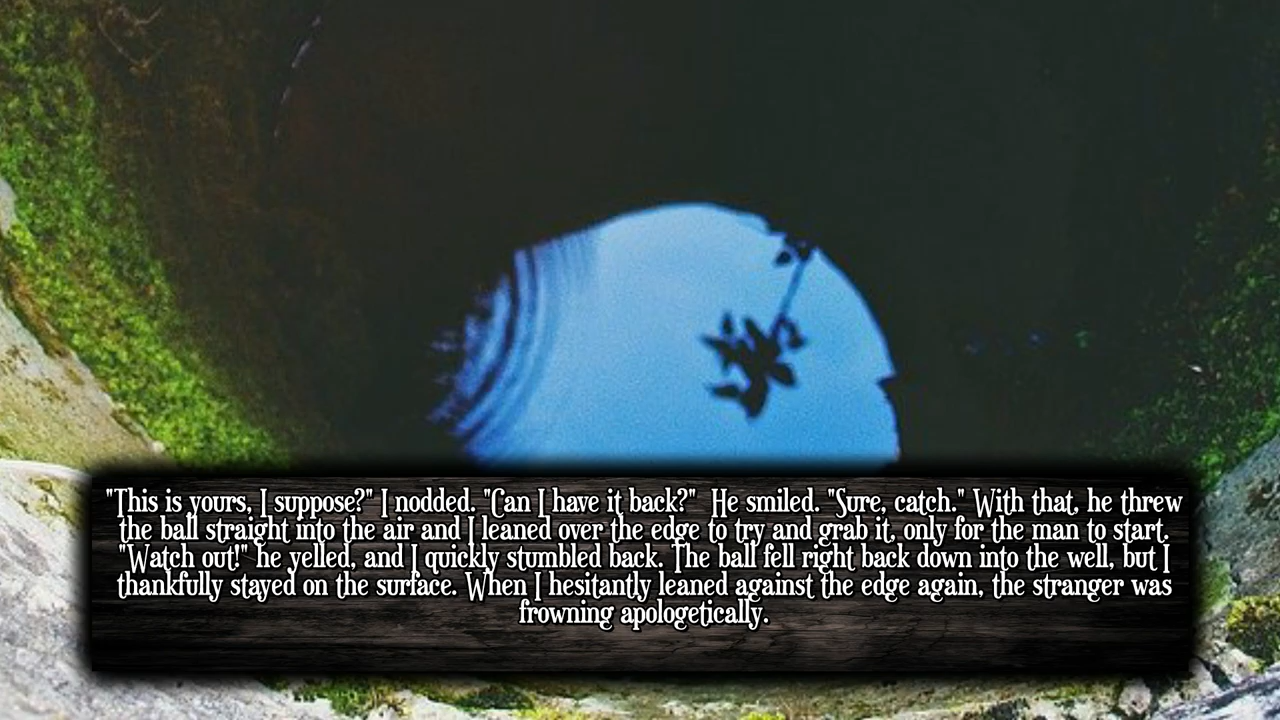 "This is yours, I suppose?" I nodded. "Can I have it back?"  He smiled. "Sure, catch." With that, he threw
the ball straight into the air and I leaned over the edge to try and grab it, only for the man to start.
"Watch out!" he yelled, and I quickly stumbled back. The ball fell right back down into the well, but I
thankfully stayed on the surface. When I hesitantly leaned against the edge again, the stranger was
frowning apologetically.